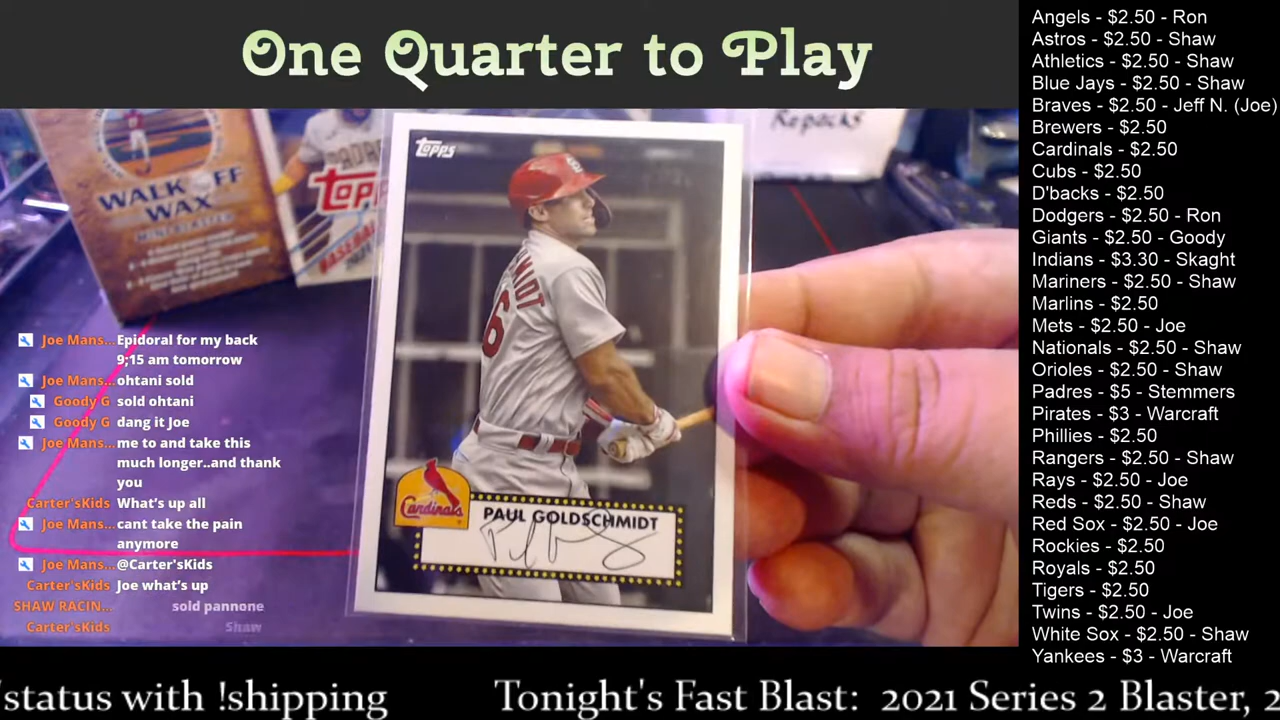 One Quarter to Play
Angels - $2.50 - Ron
Astros - $2.50 - Shaw
Athletics - $2.50 - Shaw
Blue Jays - $2.50 - Shaw
Braves - $2.50 - Jeff N. (Joe)
Brewers - $2.50
Cardinals - $2.50
Cubs - $2.50
D'backs - $2.50
Dodgers - $2.50 - Ron
Giants - $2.50 - Goody
Indians - $3.30 - Skaght
Mariners - $2.50 - Shaw
Marlins - $2.50
Mets - $2.50 - Joe
Nationals - $2.50 - Shaw
Orioles - $2.50 - Shaw
Padres - $5 - Stemmers
Pirates - $3 - Warcraft
Phillies - $2.50
Rangers - $2.50 - Shaw
Rays - $2.50 - Joe
Reds - $2.50 - Shaw
Red Sox - $2.50 - Joe
Rockies - $2.50
Royals - $2.50
Tigers - $2.50
Twins - $2.50 - Joe
White Sox - $2.50 - Shaw
Yankees - $3 - Warcraft
WALK OFF
WAX
PADRE
Topps
BASEBALL
Repacks
Topps
6
Cardinals
PAUL GOLDSCHMIDT
Joe Mans... Epidoral for my back
9;15 am tomorrow
Joe Mans... ohtani sold
Goody G sold ohtani
Goody G dang it Joe
Joe Mans... me to and take this
much longer..and thank
you
Carter'sKids What's up all
Joe Mans... cant take the pain
anymore
Joe Mans... @Carter'sKids
Carter'sKids Joe what's up
SHAW RACIN... sold pannone
Carter'sKids Shaw
/status with !shipping Tonight's Fast Blast: 2021 Series 2 Blaster, 2